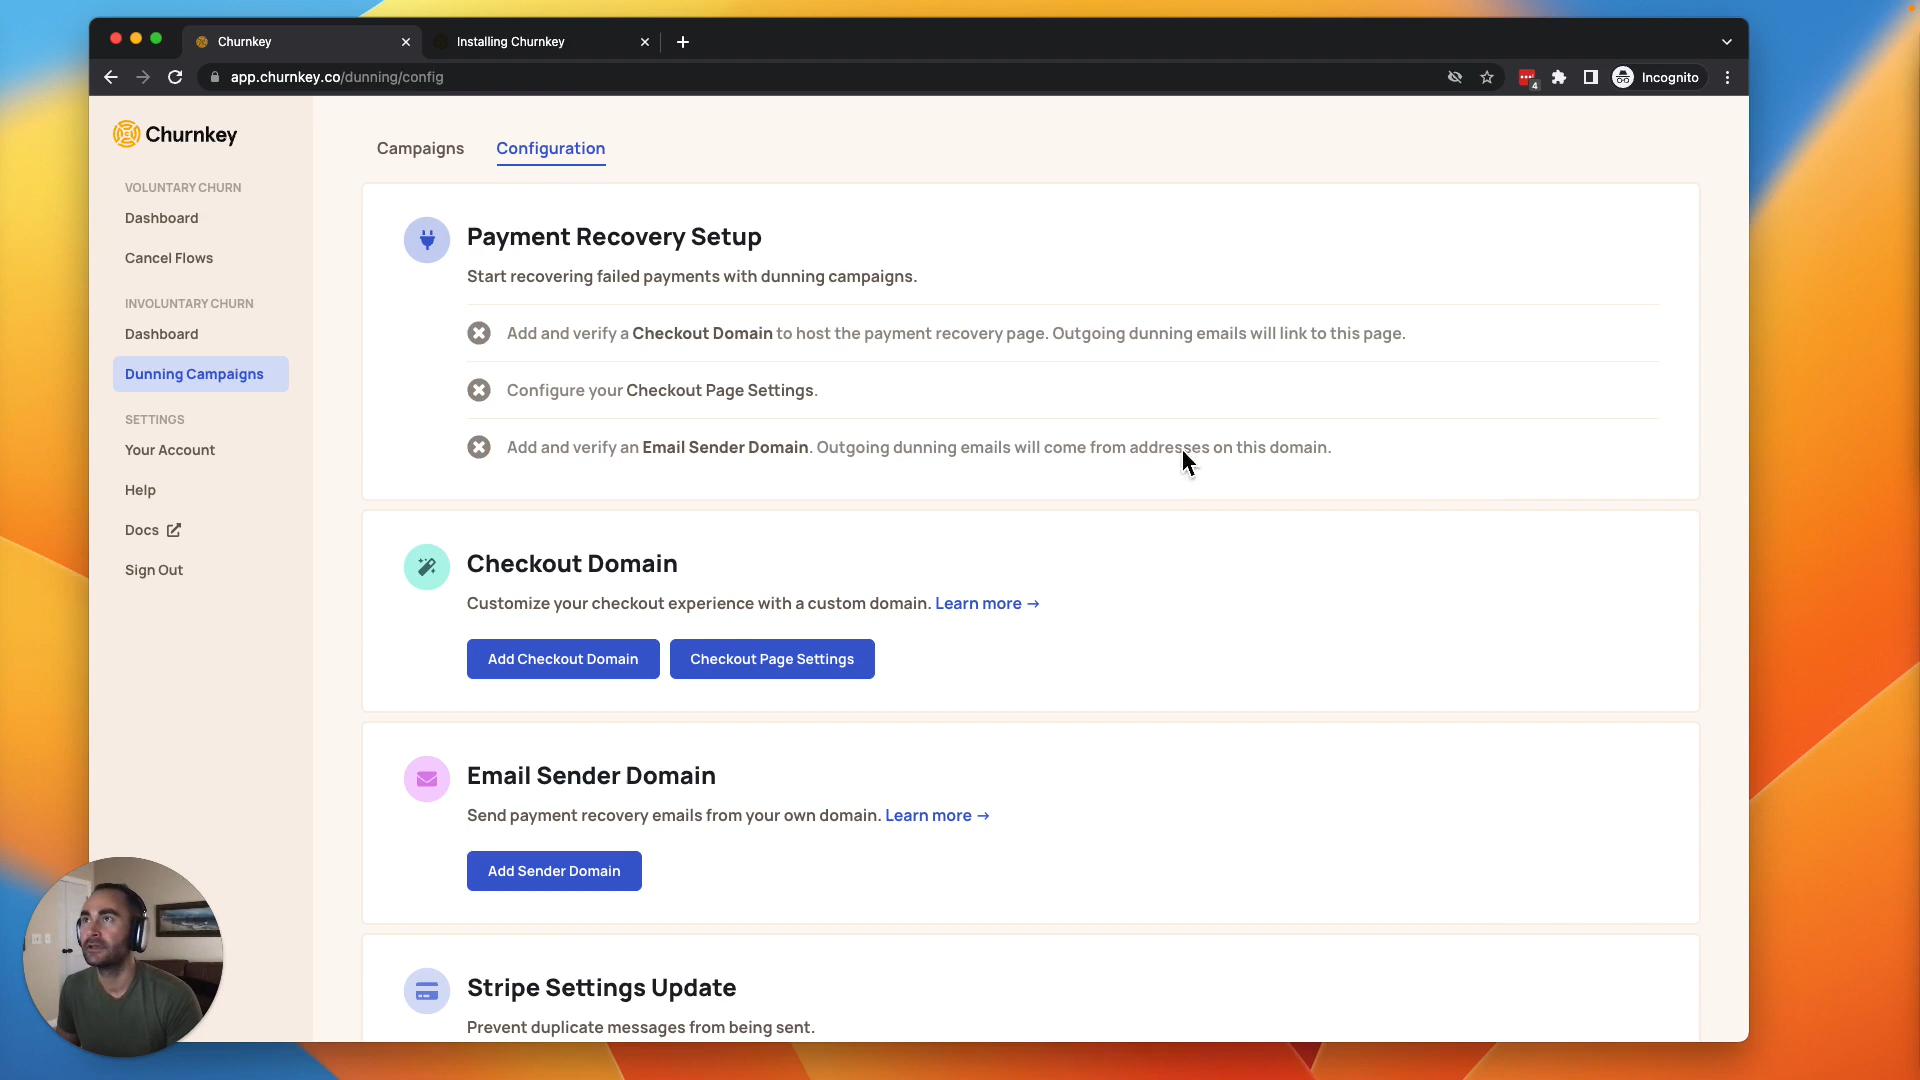 Churnkey
Installing Churnkey
app.churnkey.co/dunning/config
4
Incognito
Churnkey
VOLUNTARY CHURN
Dashboard
Cancel Flows
INVOLUNTARY CHURN
Dashboard
Dunning Campaigns
SETTINGS
Your Account
Help
Docs
Sign Out
Campaigns
Configuration
Payment Recovery Setup
Start recovering failed payments with dunning campaigns.
Add and verify a Checkout Domain to host the payment recovery page. Outgoing dunning emails will link to this page.
Configure your Checkout Page Settings.
Add and verify an Email Sender Domain. Outgoing dunning emails will come from addresses on this domain.
Checkout Domain
Customize your checkout experience with a custom domain. Learn more →
Add Checkout Domain
Checkout Page Settings
Email Sender Domain
Send payment recovery emails from your own domain. Learn more →
Add Sender Domain
Stripe Settings Update
Prevent duplicate messages from being sent.